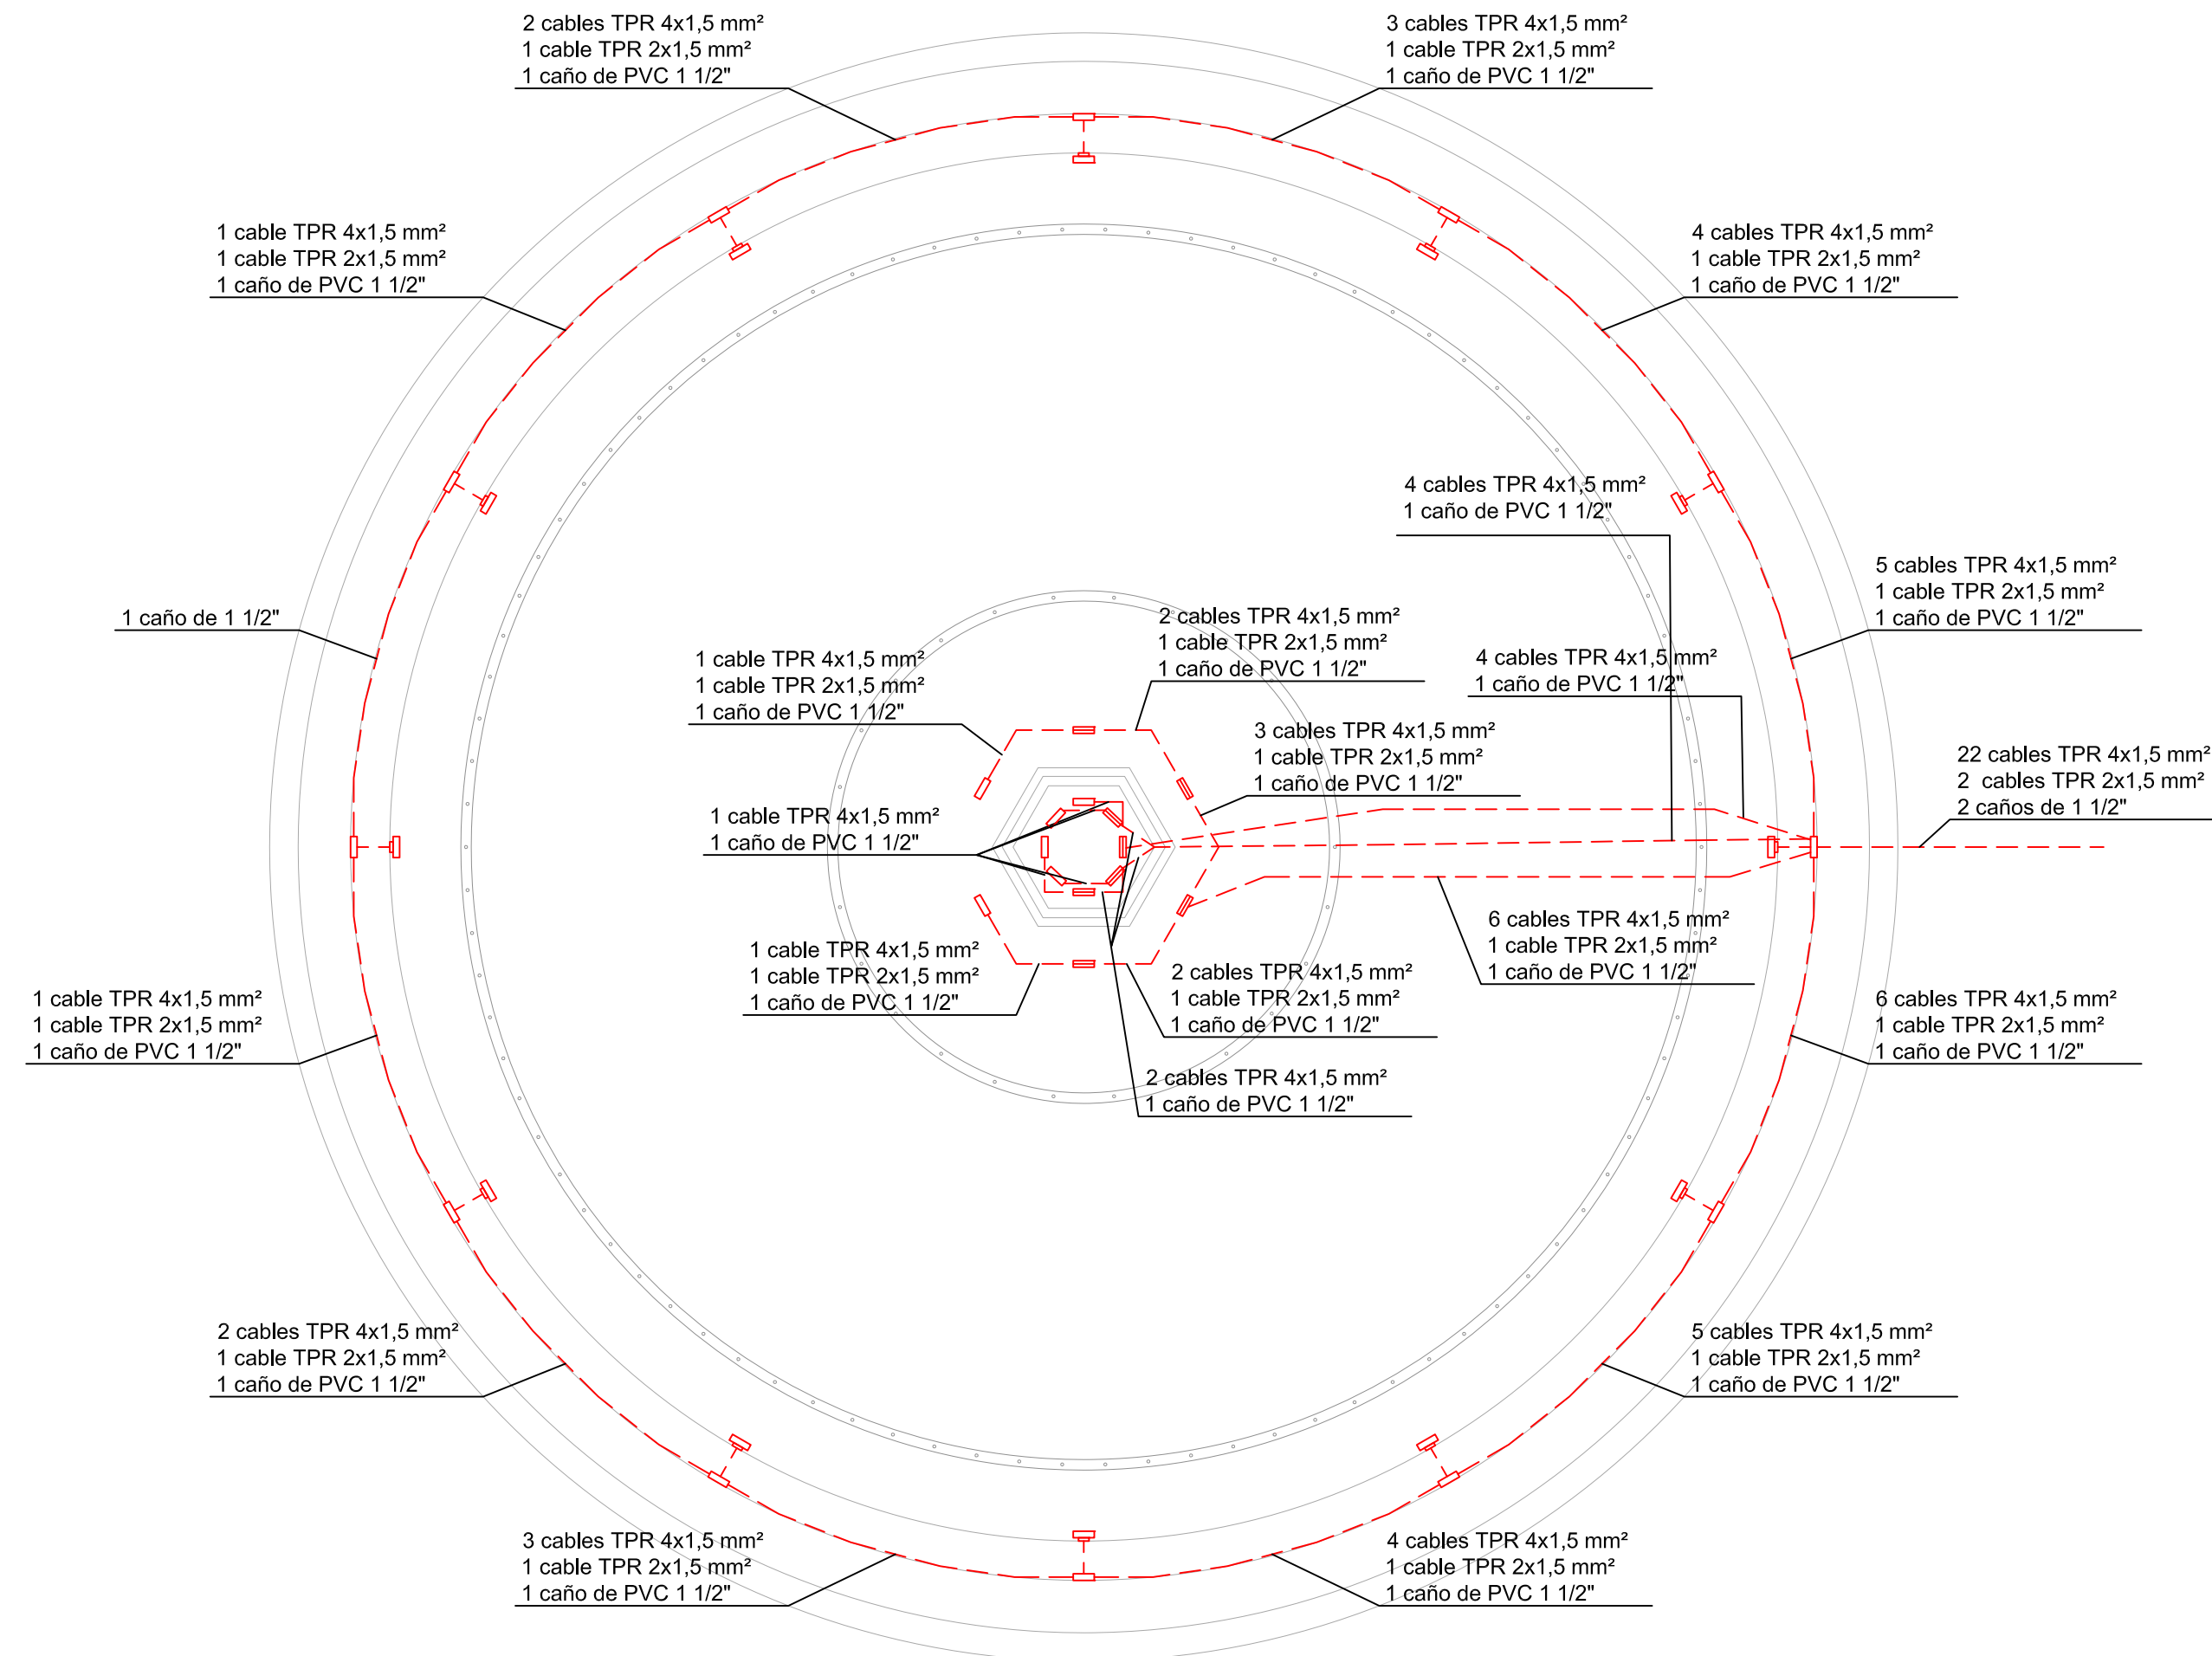 2 cables TPR 4x1,5 mm²
1 cable TPR 2x1,5 mm²
1 caño de PVC 1 1/2"
3 cables TPR 4x1,5 mm²
1 cable TPR 2x1,5 mm²
1 caño de PVC 1 1/2"
1 cable TPR 4x1,5 mm²
1 cable TPR 2x1,5 mm²
1 caño de PVC 1 1/2"
4 cables TPR 4x1,5 mm²
1 cable TPR 2x1,5 mm²
1 caño de PVC 1 1/2"
4 cables TPR 4x1,5 mm²
1 caño de PVC 1 1/2"
5 cables TPR 4x1,5 mm²
1 cable TPR 2x1,5 mm²
1 caño de PVC 1 1/2"
1 caño de 1 1/2"
2 cables TPR 4x1,5 mm²
1 cable TPR 2x1,5 mm²
1 caño de PVC 1 1/2"
1 cable TPR 4x1,5 mm²
1 cable TPR 2x1,5 mm²
1 caño de PVC 1 1/2"
4 cables TPR 4x1,5 mm²
1 caño de PVC 1 1/2"
3 cables TPR 4x1,5 mm²
1 cable TPR 2x1,5 mm²
1 caño de PVC 1 1/2"
22 cables TPR 4x1,5 mm²
2 cables TPR 2x1,5 mm²
2 caños de 1 1/2"
1 cable TPR 4x1,5 mm²
1 caño de PVC 1 1/2"
6 cables TPR 4x1,5 mm²
1 cable TPR 2x1,5 mm²
1 caño de PVC 1 1/2"
1 cable TPR 4x1,5 mm²
1 cable TPR 2x1,5 mm²
1 caño de PVC 1 1/2"
2 cables TPR 4x1,5 mm²
1 cable TPR 2x1,5 mm²
1 caño de PVC 1 1/2"
1 cable TPR 4x1,5 mm²
1 cable TPR 2x1,5 mm²
1 caño de PVC 1 1/2"
6 cables TPR 4x1,5 mm²
1 cable TPR 2x1,5 mm²
1 caño de PVC 1 1/2"
2 cables TPR 4x1,5 mm²
1 caño de PVC 1 1/2"
2 cables TPR 4x1,5 mm²
1 cable TPR 2x1,5 mm²
1 caño de PVC 1 1/2"
5 cables TPR 4x1,5 mm²
1 cable TPR 2x1,5 mm²
1 caño de PVC 1 1/2"
3 cables TPR 4x1,5 mm²
1 cable TPR 2x1,5 mm²
1 caño de PVC 1 1/2"
4 cables TPR 4x1,5 mm²
1 cable TPR 2x1,5 mm²
1 caño de PVC 1 1/2"